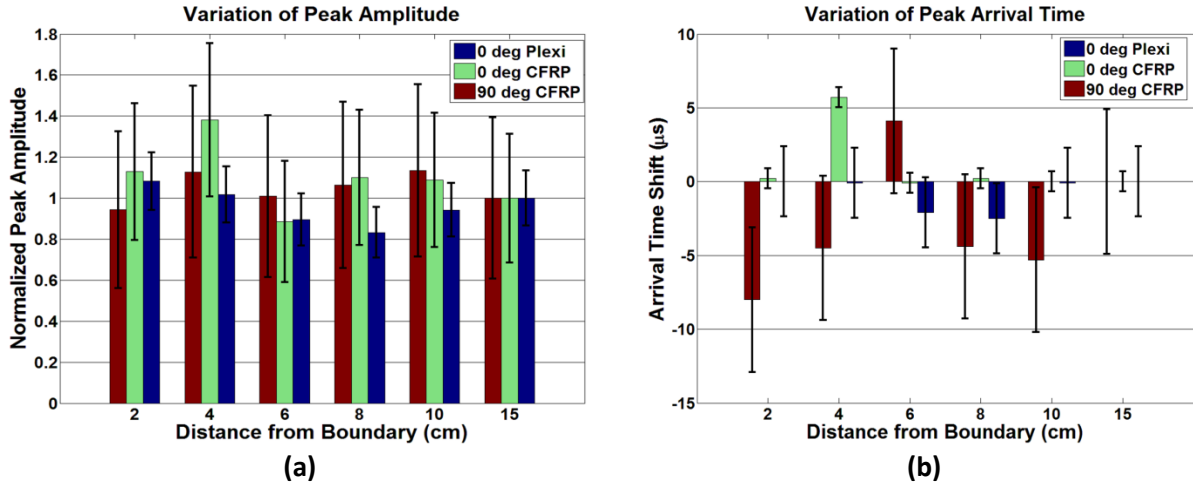 Variation of Peak Amplitude
Normalized Peak Amplitude
1.8
1.6
1.4
1.2
1
0.8
0.6
0.4
0.2
0
0 deg Plexi
0 deg CFRP
90 deg CFRP
2 4 6 8 10 15
Distance from Boundary (cm)
(a)
Variation of Peak Arrival Time
Arrival Time Shift (μs)
10
5
0
-5
-10
-15
0 deg Plexi
0 deg CFRP
90 deg CFRP
2 4 6 8 10 15
Distance from Boundary (cm)
(b)